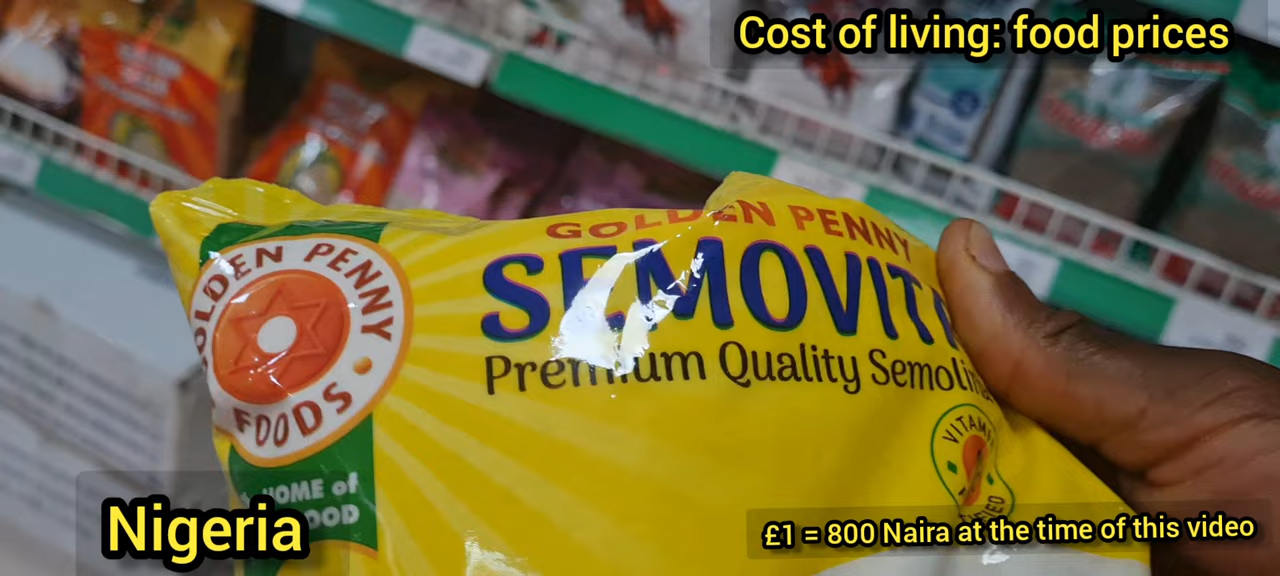 Cost of living: food prices
GOLDEN PENNY
SEMOVITA
Premium Quality Semolina
GOLDEN PENNY
FOODS
HOME of
Nigeria
£1 = 800 Naira at the time of this video